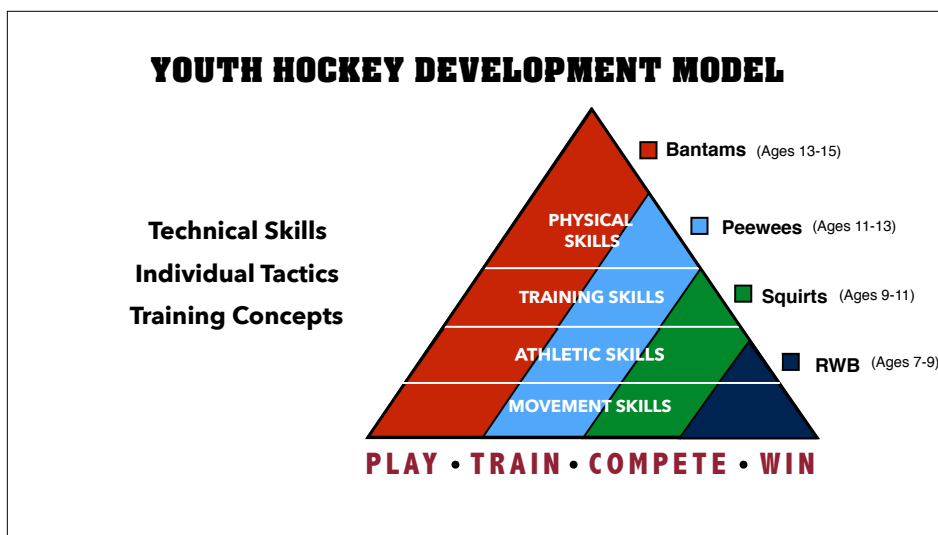 YOUTH HOCKEY DEVELOPMENT MODEL
Technical Skills
Individual Tactics
Training Concepts
PHYSICAL
SKILLS
TRAINING SKILLS
ATHLETIC SKILLS
MOVEMENT SKILLS
Bantams (Ages 13-15)
Peewees (Ages 11-13)
Squirts (Ages 9-11)
RWB (Ages 7-9)
PLAY • TRAIN • COMPETE • WIN